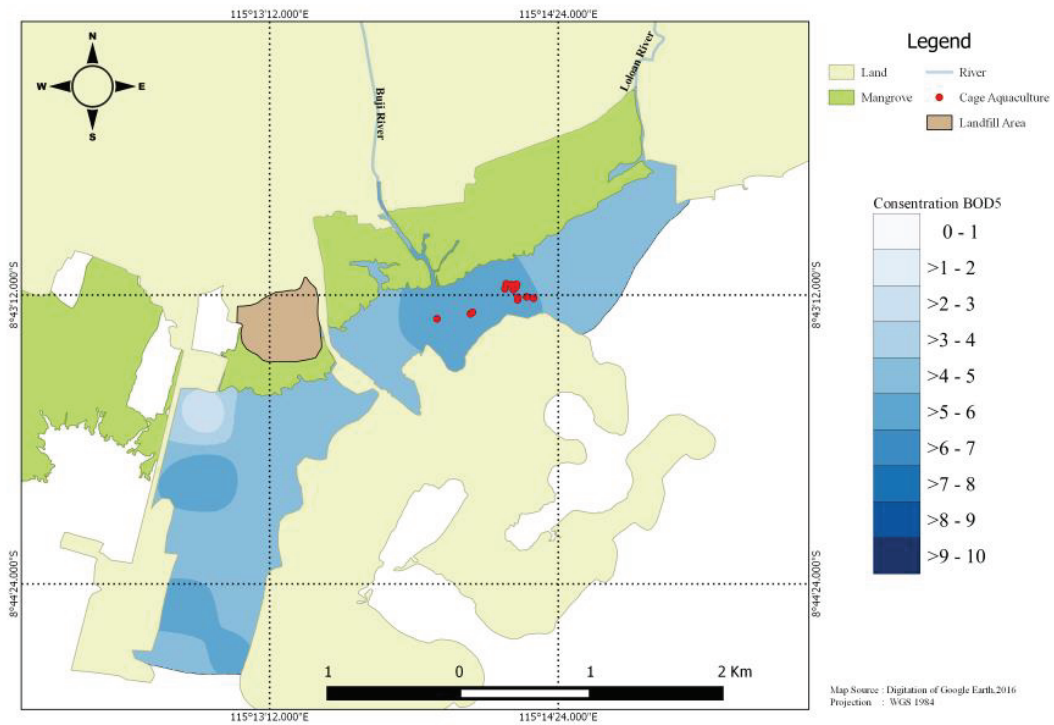 115°13'12.000"E
115°14'24.000"E
N
W
E
S
Buji River
Loloan River
8°43'12.000"S
8°43'12.000"S
8°44'24.000"S
8°44'24.000"S
1 0 1 2 Km
115°13'12.000"E
115°14'24.000"E
Legend
Land
River
Mangrove
Cage Aquaculture
Landfill Area
Consentration BOD5
0 - 1
>1 - 2
>2 - 3
>3 - 4
>4 - 5
>5 - 6
>6 - 7
>7 - 8
>8 - 9
>9 - 10
Map Source : Digitation of Google Earth,2016
Projection : WGS 1984